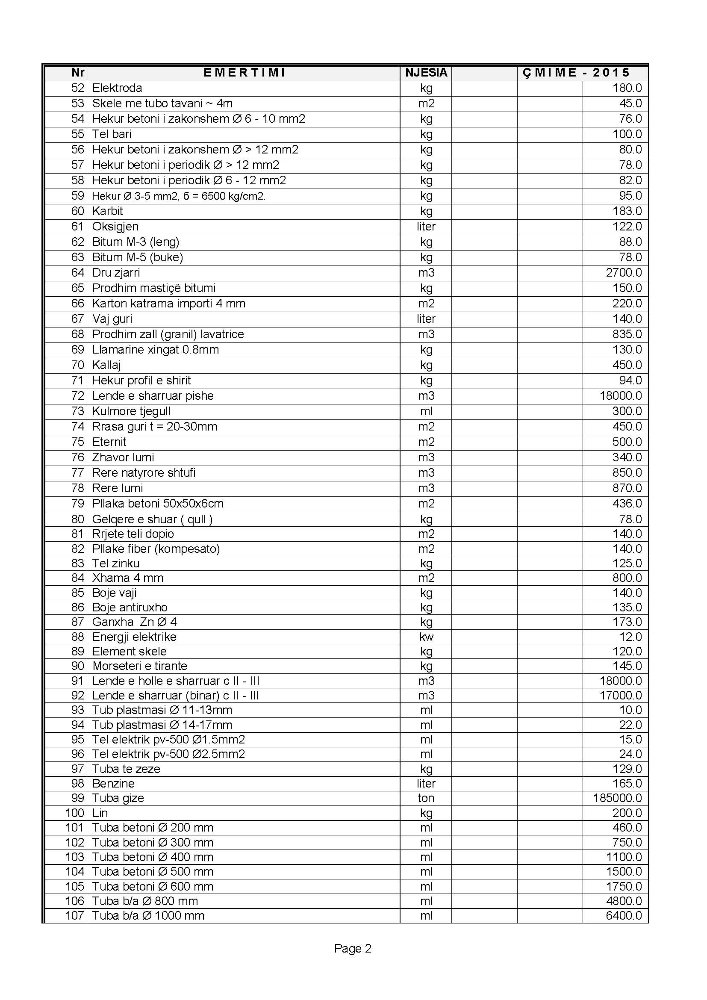 Nr E M E R T I M I NJESIA Ç M I M E - 2 0 1 5
52 Elektroda kg 180.0
53 Skele me tubo tavani ~ 4m m2 45.0
54 Hekur betoni i zakonshem Ø 6 - 10 mm2 kg 76.0
55 Tel bari kg 100.0
56 Hekur betoni i zakonshem Ø > 12 mm2 kg 80.0
57 Hekur betoni i periodik Ø > 12 mm2 kg 78.0
58 Hekur betoni i periodik Ø 6 - 12 mm2 kg 82.0
59 Hekur Ø 3-5 mm2, б = 6500 kg/cm2. kg 95.0
60 Karbit kg 183.0
61 Oksigjen liter 122.0
62 Bitum M-3 (leng) kg 88.0
63 Bitum M-5 (buke) kg 78.0
64 Dru zjarri m3 2700.0
65 Prodhim mastiçë bitumi kg 150.0
66 Karton katrama importi 4 mm m2 220.0
67 Vaj guri liter 140.0
68 Prodhim zall (granil) lavatrice m3 835.0
69 Llamarine xingat 0.8mm kg 130.0
70 Kallaj kg 450.0
71 Hekur profil e shirit kg 94.0
72 Lende e sharruar pishe m3 18000.0
73 Kulmore tjegull ml 300.0
74 Rrasa guri t = 20-30mm m2 450.0
75 Eternit m2 500.0
76 Zhavor lumi m3 340.0
77 Rere natyrore shtufi m3 850.0
78 Rere lumi m3 870.0
79 Pllaka betoni 50x50x6cm m2 436.0
80 Gelqere e shuar ( qull ) kg 78.0
81 Rrjete teli dopio m2 140.0
82 Pllake fiber (kompesato) m2 140.0
83 Tel zinku kg 125.0
84 Xhama 4 mm m2 800.0
85 Boje vaji kg 140.0
86 Boje antiruxho kg 135.0
87 Ganxha Zn Ø 4 kg 173.0
88 Energji elektrike kw 12.0
89 Element skele kg 120.0
90 Morseteri e tirante kg 145.0
91 Lende e holle e sharruar c II - III m3 18000.0
92 Lende e sharruar (binar) c II - III m3 17000.0
93 Tub plastmasi Ø 11-13mm ml 10.0
94 Tub plastmasi Ø 14-17mm ml 22.0
95 Tel elektrik pv-500 Ø1.5mm2 ml 15.0
96 Tel elektrik pv-500 Ø2.5mm2 ml 24.0
97 Tuba te zeze kg 129.0
98 Benzine liter 165.0
99 Tuba gize ton 185000.0
100 Lin kg 200.0
101 Tuba betoni Ø 200 mm ml 460.0
102 Tuba betoni Ø 300 mm ml 750.0
103 Tuba betoni Ø 400 mm ml 1100.0
104 Tuba betoni Ø 500 mm ml 1500.0
105 Tuba betoni Ø 600 mm ml 1750.0
106 Tuba b/a Ø 800 mm ml 4800.0
107 Tuba b/a Ø 1000 mm ml 6400.0
Page 2